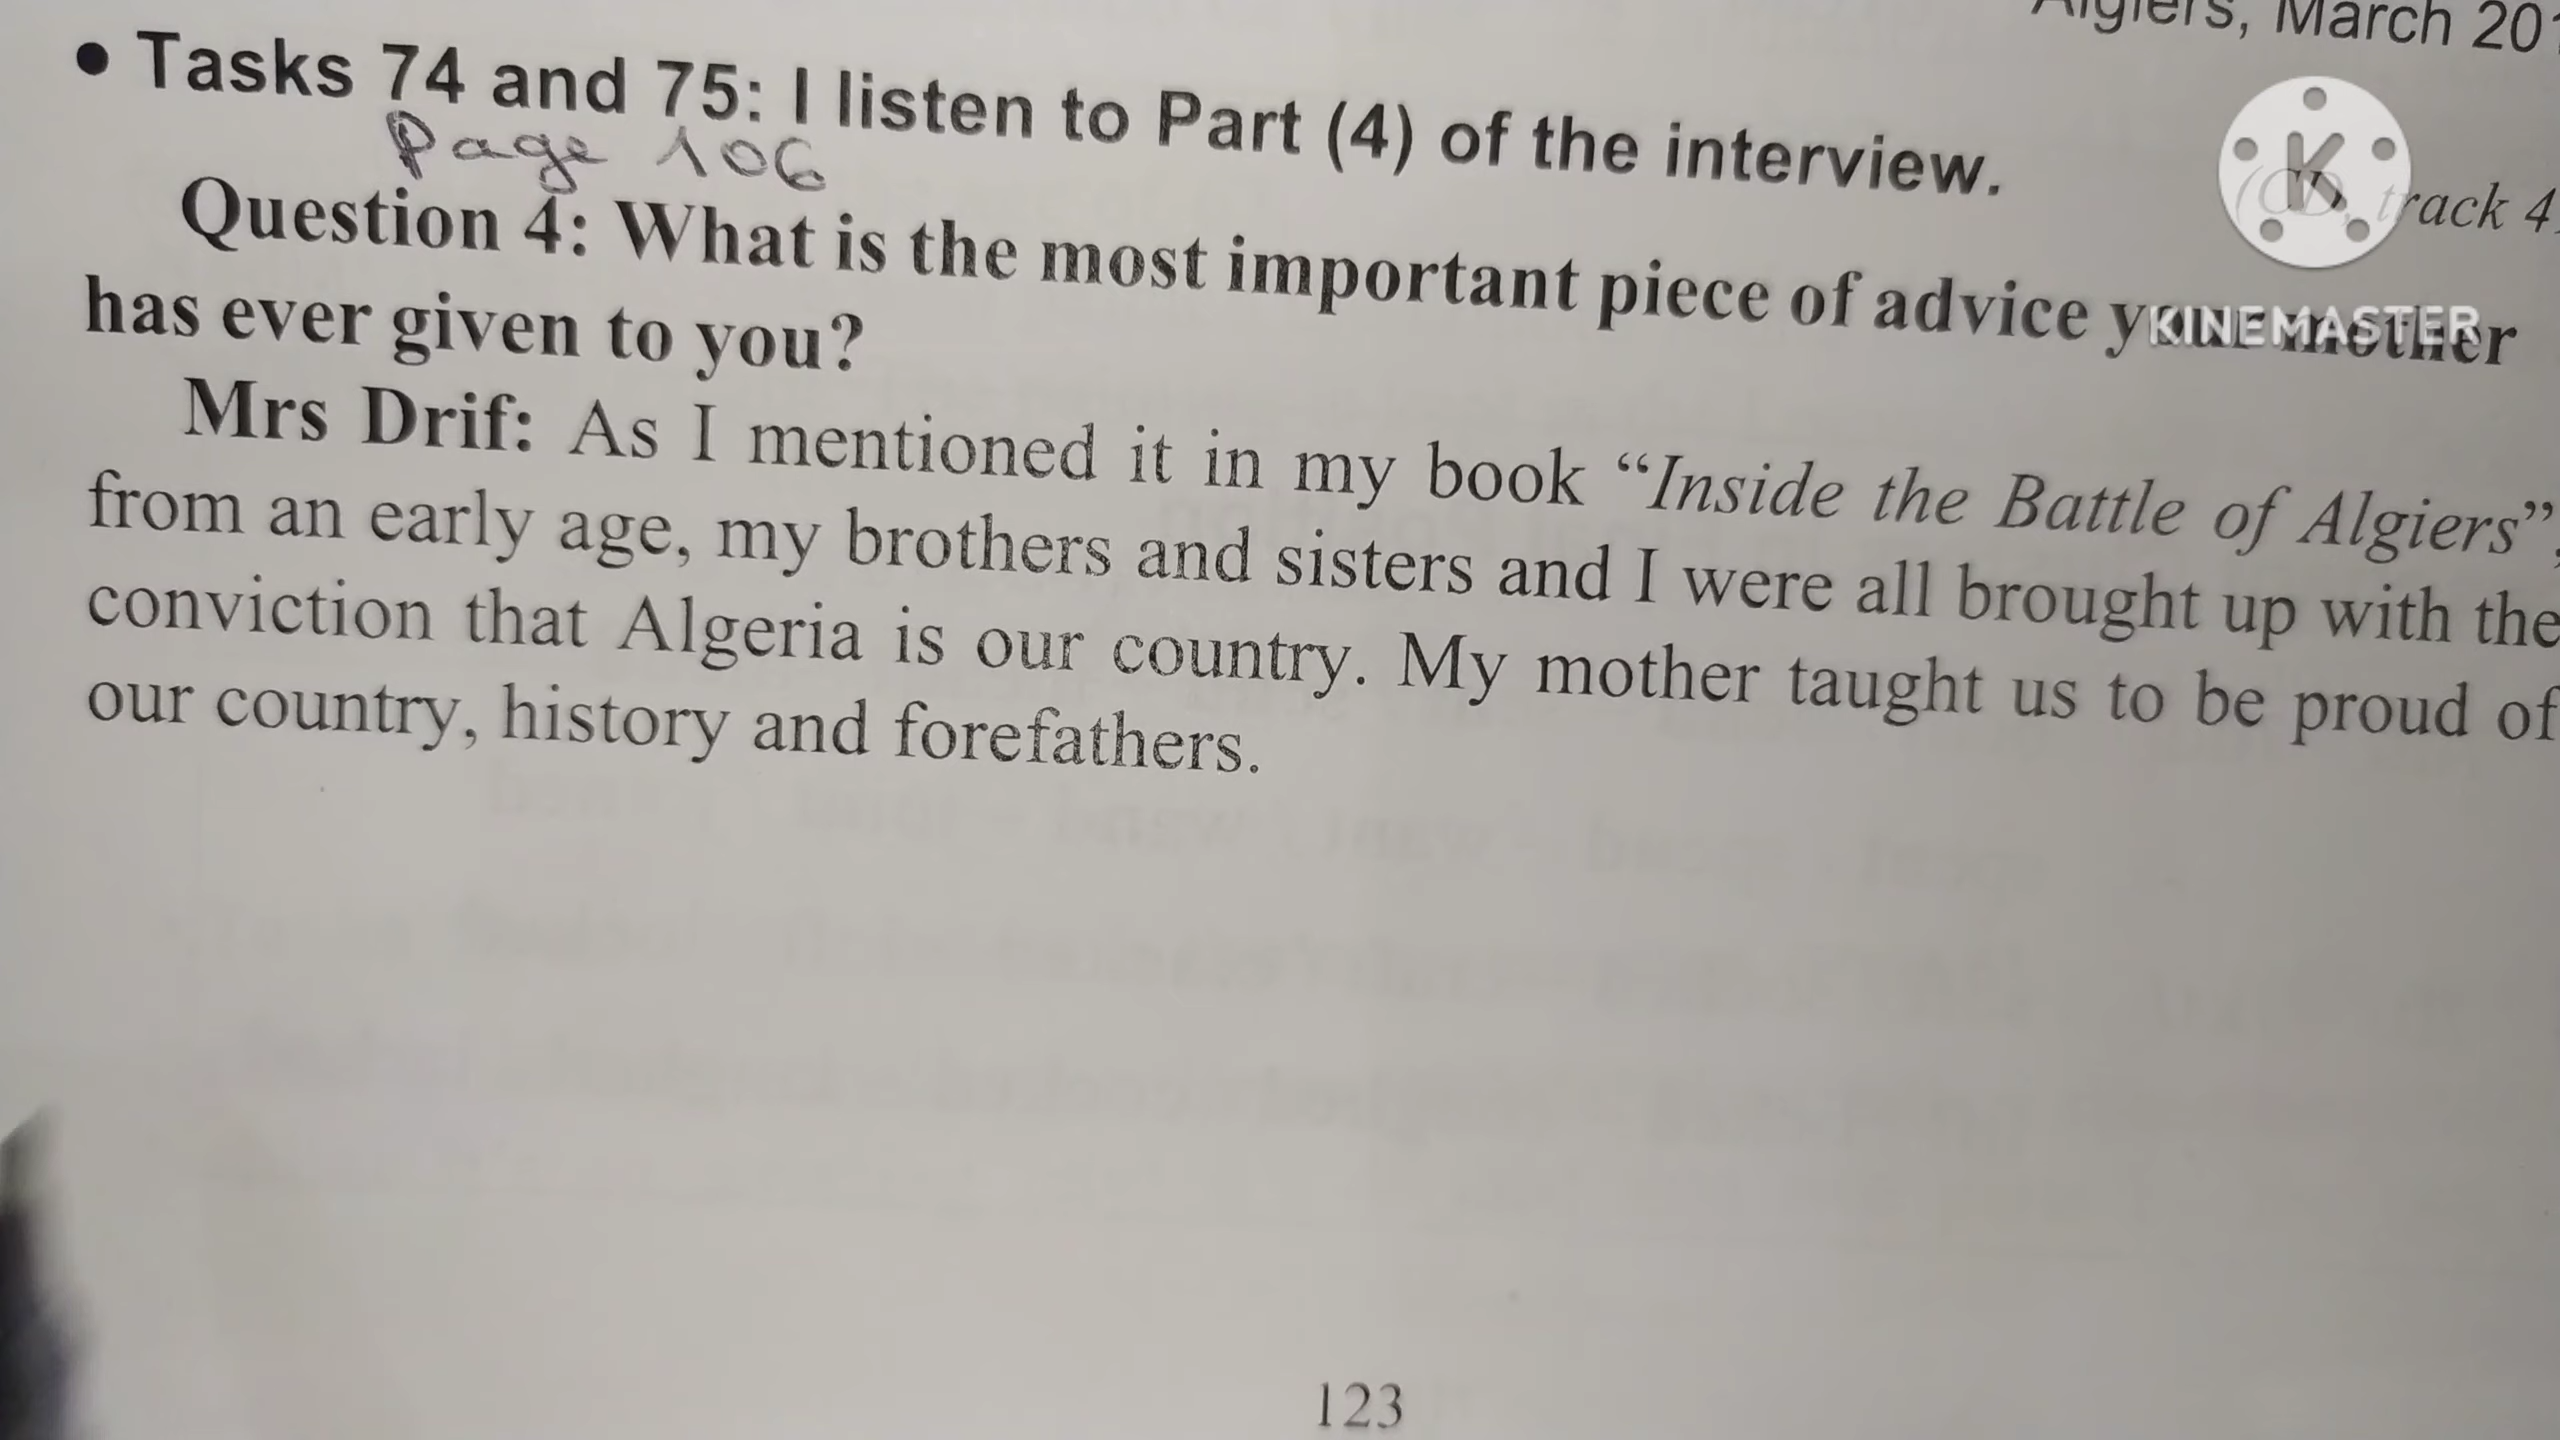 Algiers, March 201
• Tasks 74 and 75: I listen to Part (4) of the interview.
Page 106
(CD, track 4
Question 4: What is the most important piece of advice your mother
has ever given to you?
KINEMASTER
Mrs Drif: As I mentioned it in my book “Inside the Battle of Algiers”,
from an early age, my brothers and sisters and I were all brought up with the
conviction that Algeria is our country. My mother taught us to be proud of
our country, history and forefathers.
123